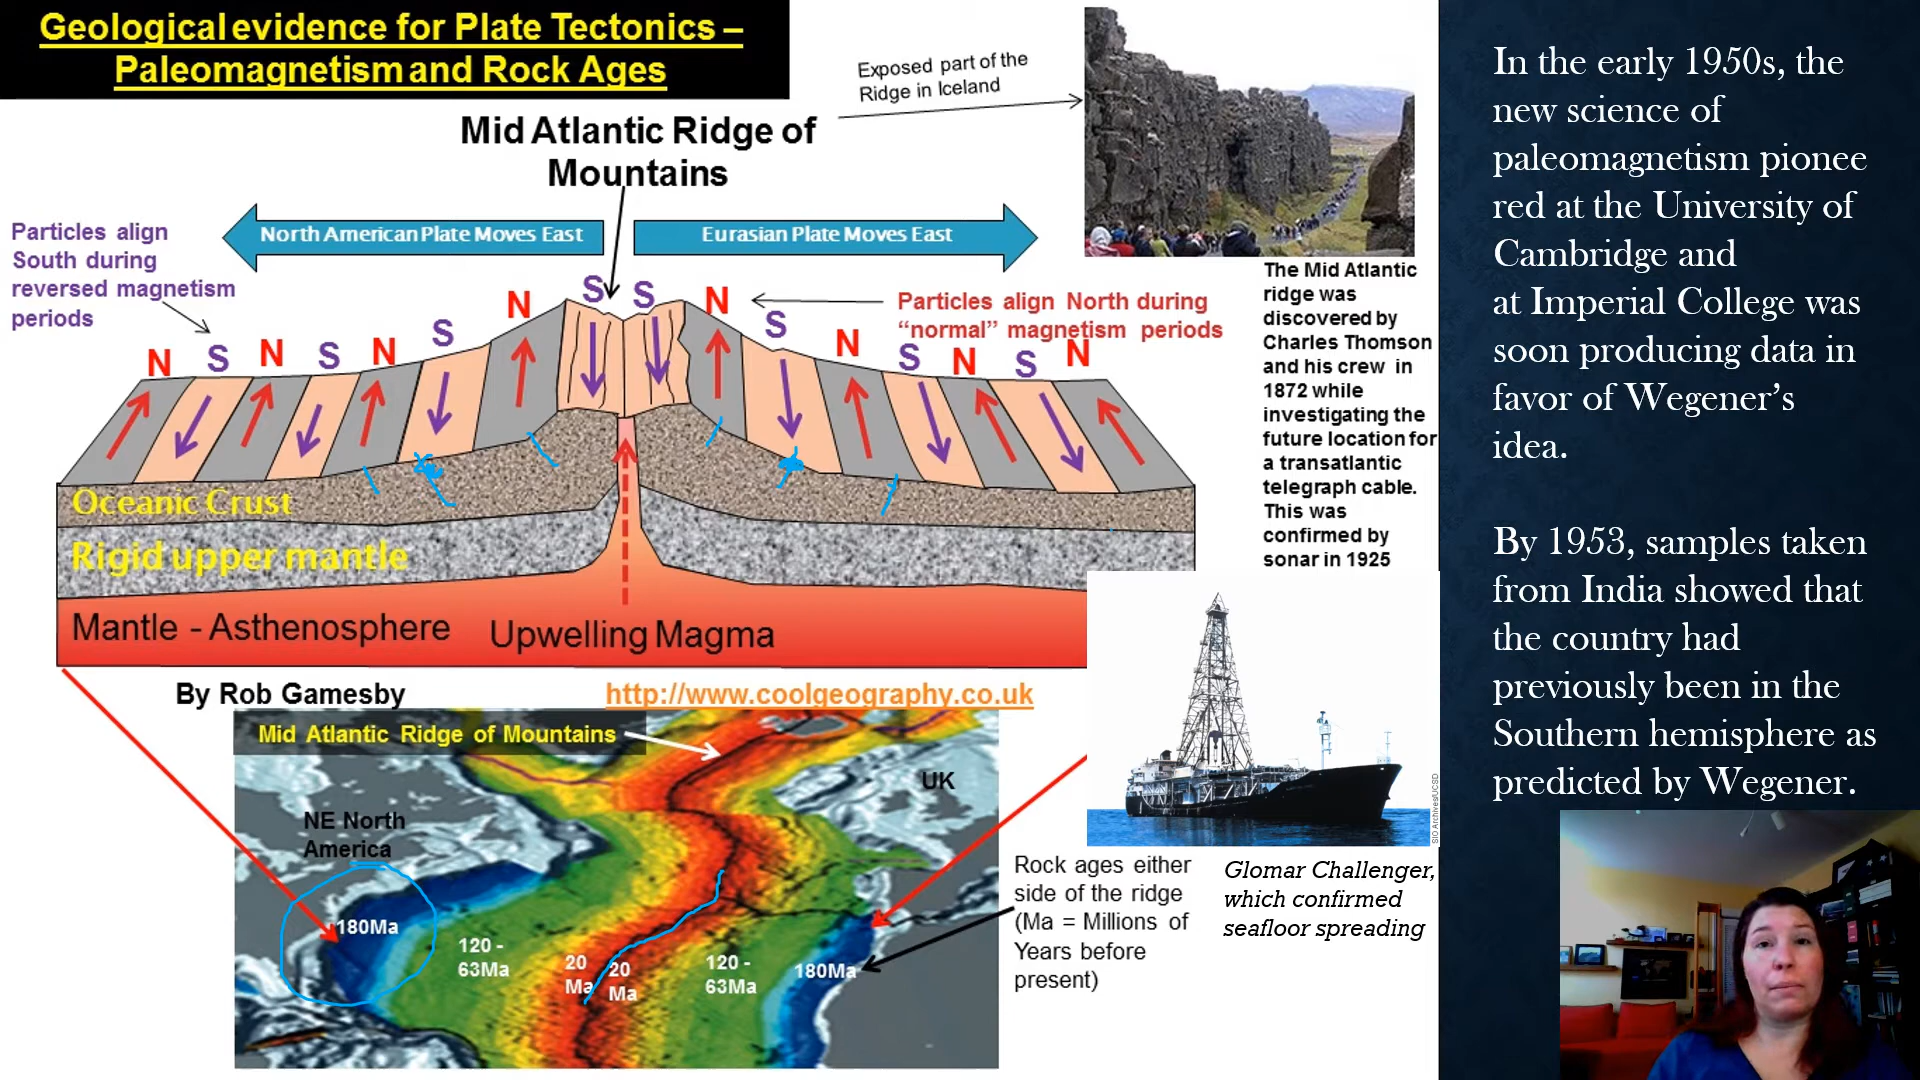 Geological evidence for Plate Tectonics –
Paleomagnetism and Rock Ages
Exposed part of the
Ridge in Iceland
Mid Atlantic Ridge of
Mountains
Particles align
South during
reversed magnetism
periods
North American Plate Moves East
Eurasian Plate Moves East
N S N S N S N S S N S N S N S N
Particles align North during
“normal” magnetism periods
Oceanic Crust
Rigid upper mantle
Mantle - Asthenosphere
Upwelling Magma
The Mid Atlantic
ridge was
discovered by
Charles Thomson
and his crew in
1872 while
investigating the
future location for
a transatlantic
telegraph cable.
This was
confirmed by
sonar in 1925
By Rob Gamesby
http://www.coolgeography.co.uk
Mid Atlantic Ridge of Mountains
UK
NE North
America
180Ma
120 -
63Ma
20
Ma
20
Ma
120 -
63Ma
180Ma
Rock ages either
side of the ridge
(Ma = Millions of
Years before
present)
SIO Archives/UCSD
Glomar Challenger,
which confirmed
seafloor spreading
In the early 1950s, the
new science of
paleomagnetism pionee
red at the University of
Cambridge and
at Imperial College was
soon producing data in
favor of Wegener’s
idea.
By 1953, samples taken
from India showed that
the country had
previously been in the
Southern hemisphere as
predicted by Wegener.